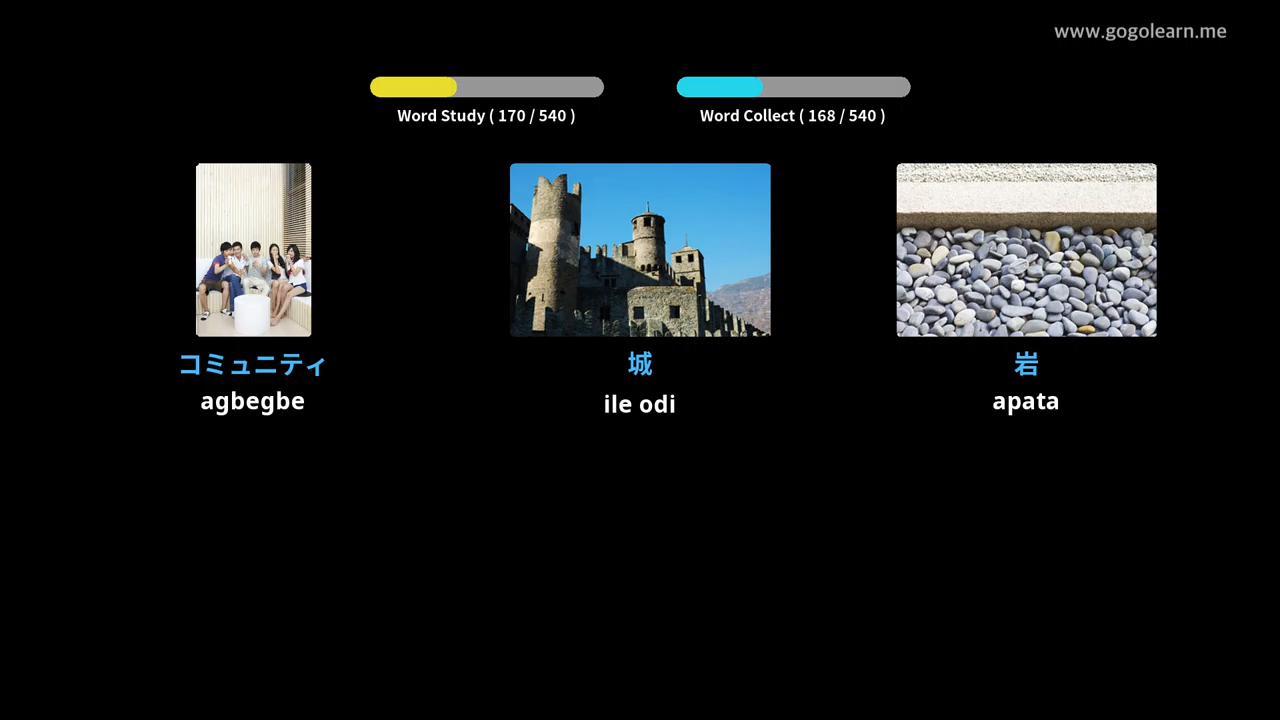 www.gogolearn.me
Word Study ( 170 / 540 )
Word Collect ( 168 / 540 )
コミュニティ
agbegbe
城
ile odi
岩
apata